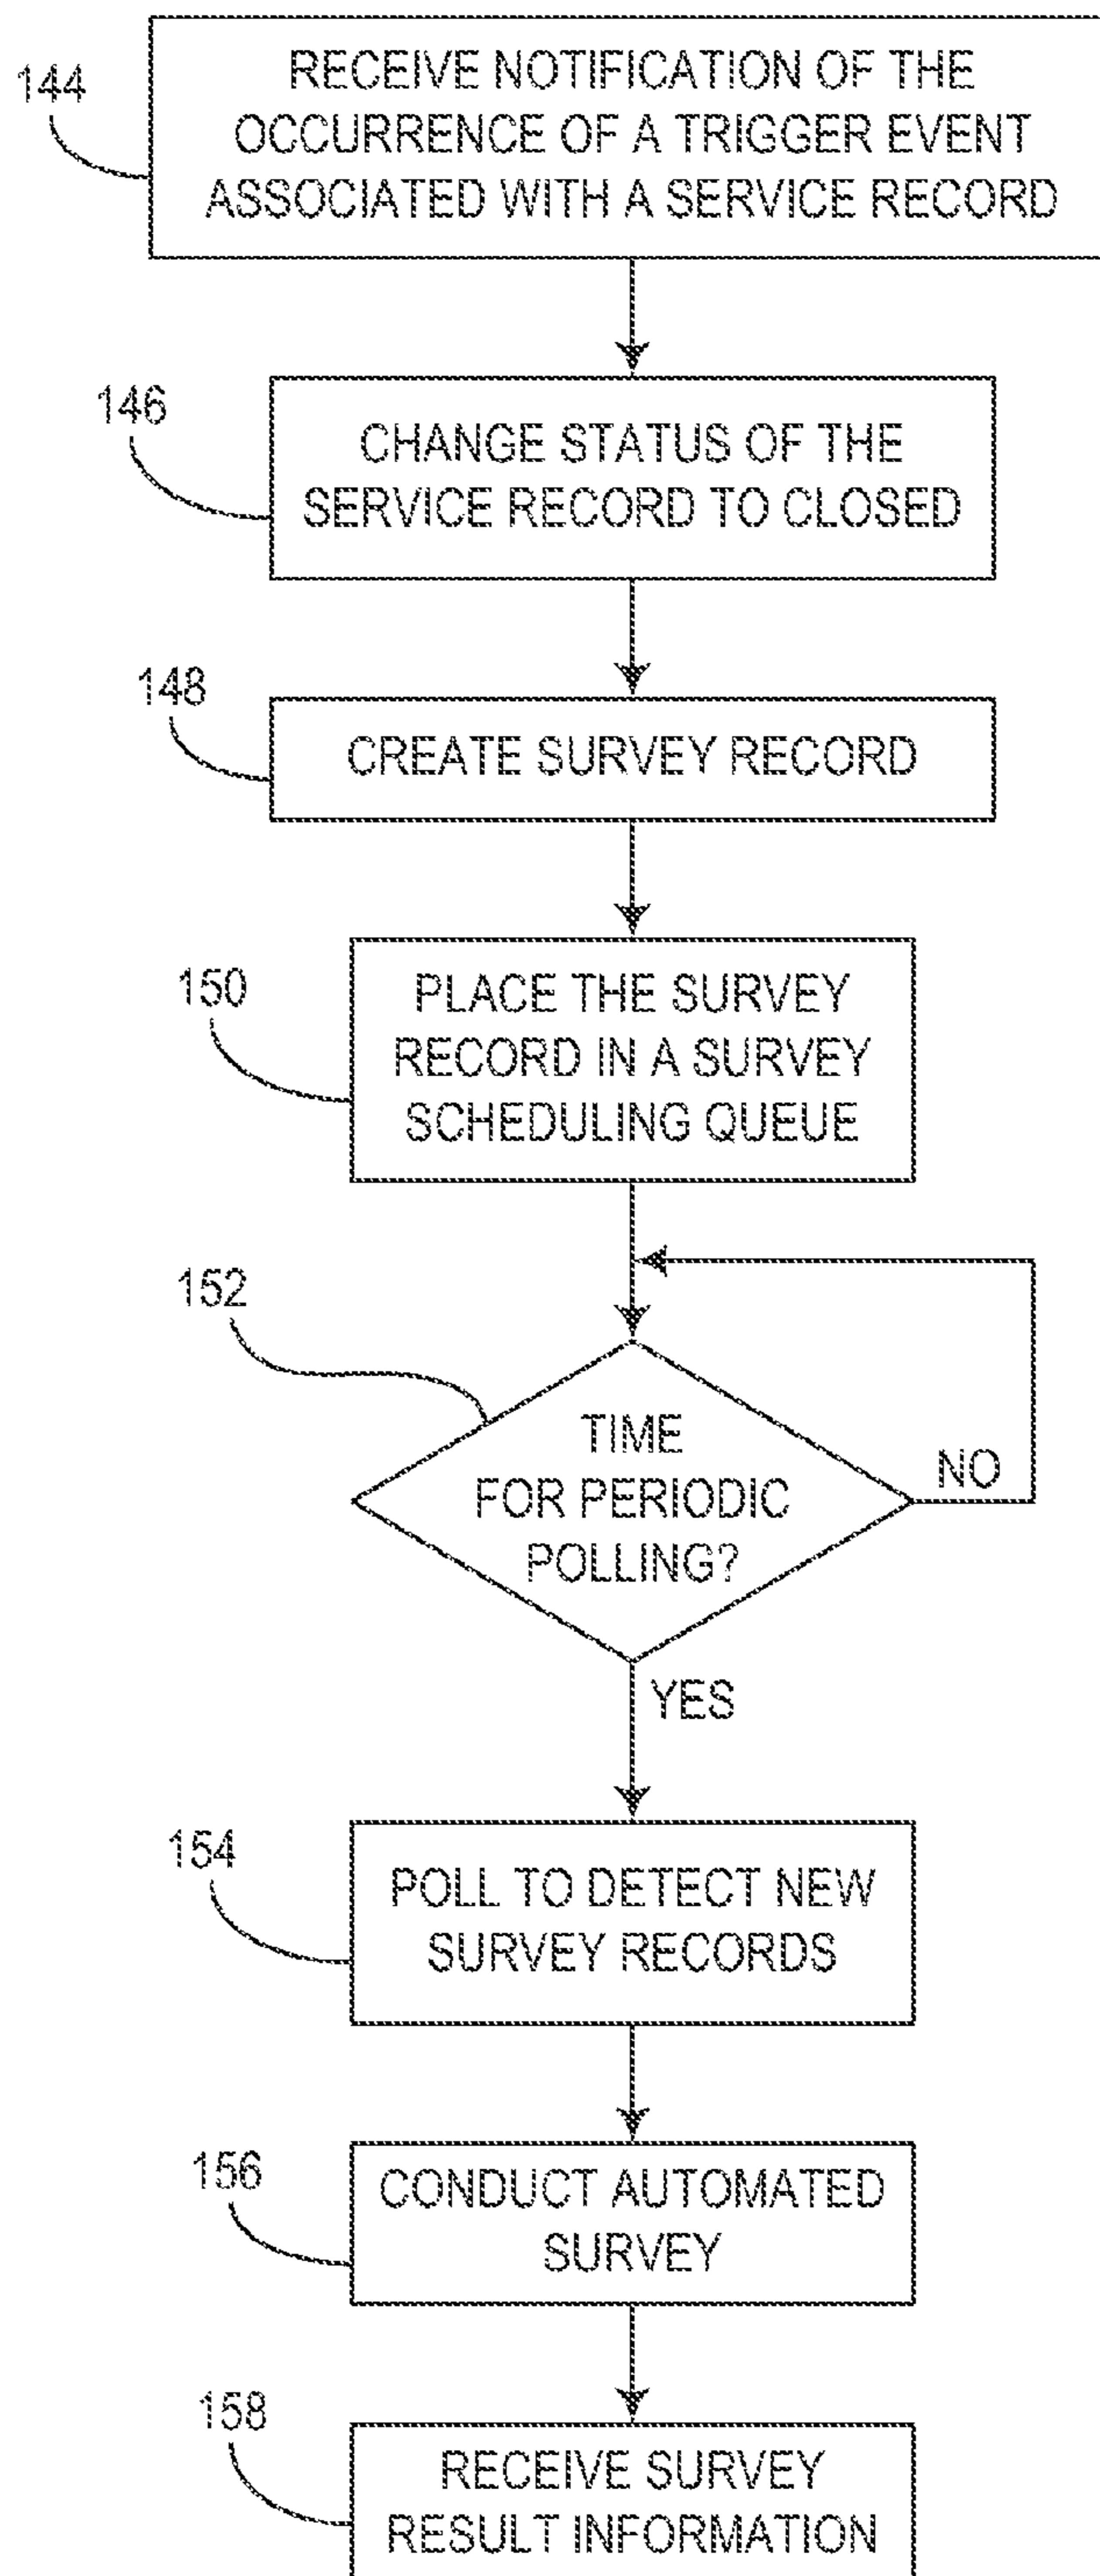 144
RECEIVE NOTIFICATION OF THE
OCCURRENCE OF A TRIGGER EVENT
ASSOCIATED WITH A SERVICE RECORD
146
CHANGE STATUS OF THE
SERVICE RECORD TO CLOSED
148
CREATE SURVEY RECORD
150
PLACE THE SURVEY
RECORD IN A SURVEY
SCHEDULING QUEUE
152
TIME
FOR PERIODIC
POLLING?
NO
YES
154
POLL TO DETECT NEW
SURVEY RECORDS
156
CONDUCT AUTOMATED
SURVEY
158
RECEIVE SURVEY
RESULT INFORMATION